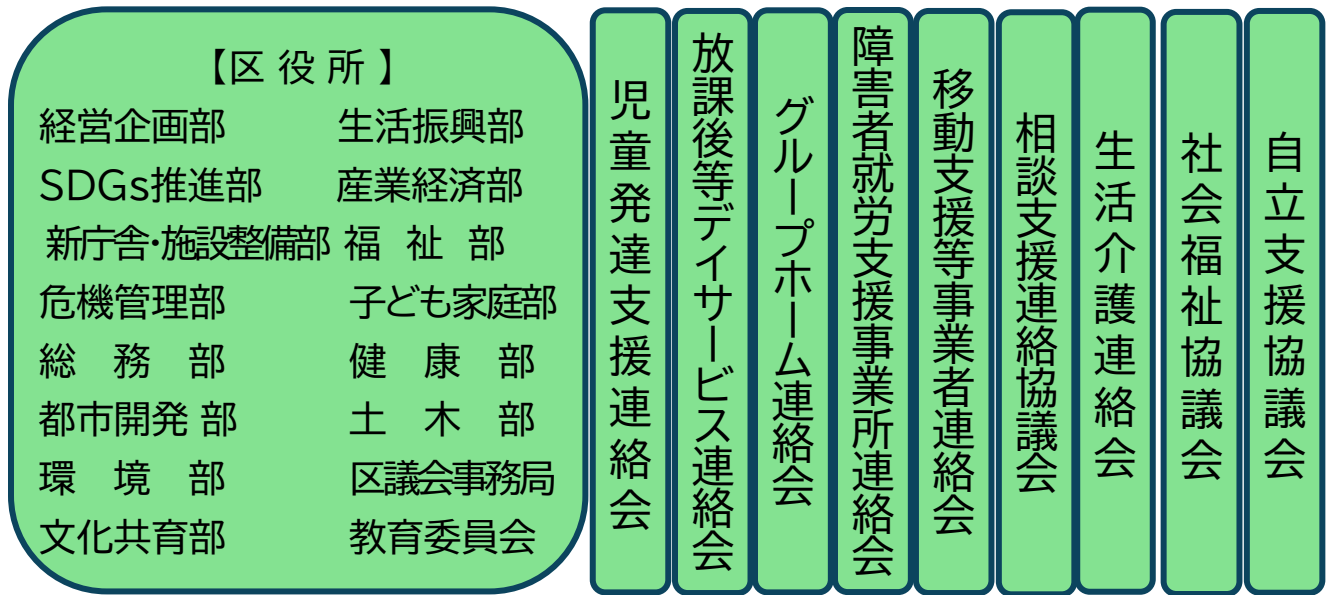 【区 役 所 】
経営企画部 生活振興部
SDGs推進部 産業経済部
新庁舎・施設整備部 福 祉 部
危機管理部 子ども家庭部
総 務 部 健 康 部
都市開発 部 土 木 部
環 境 部 区議会事務局
文化共育部 教育委員会
児童発達支援連絡会
放課後等デイサービス連絡会
グループホーム連絡会
障害者就労支援事業所連絡会
移動支援等事業者連絡会
相談支援連絡協議会
生活介護連絡会
社会福祉協議会
自立支援協議会